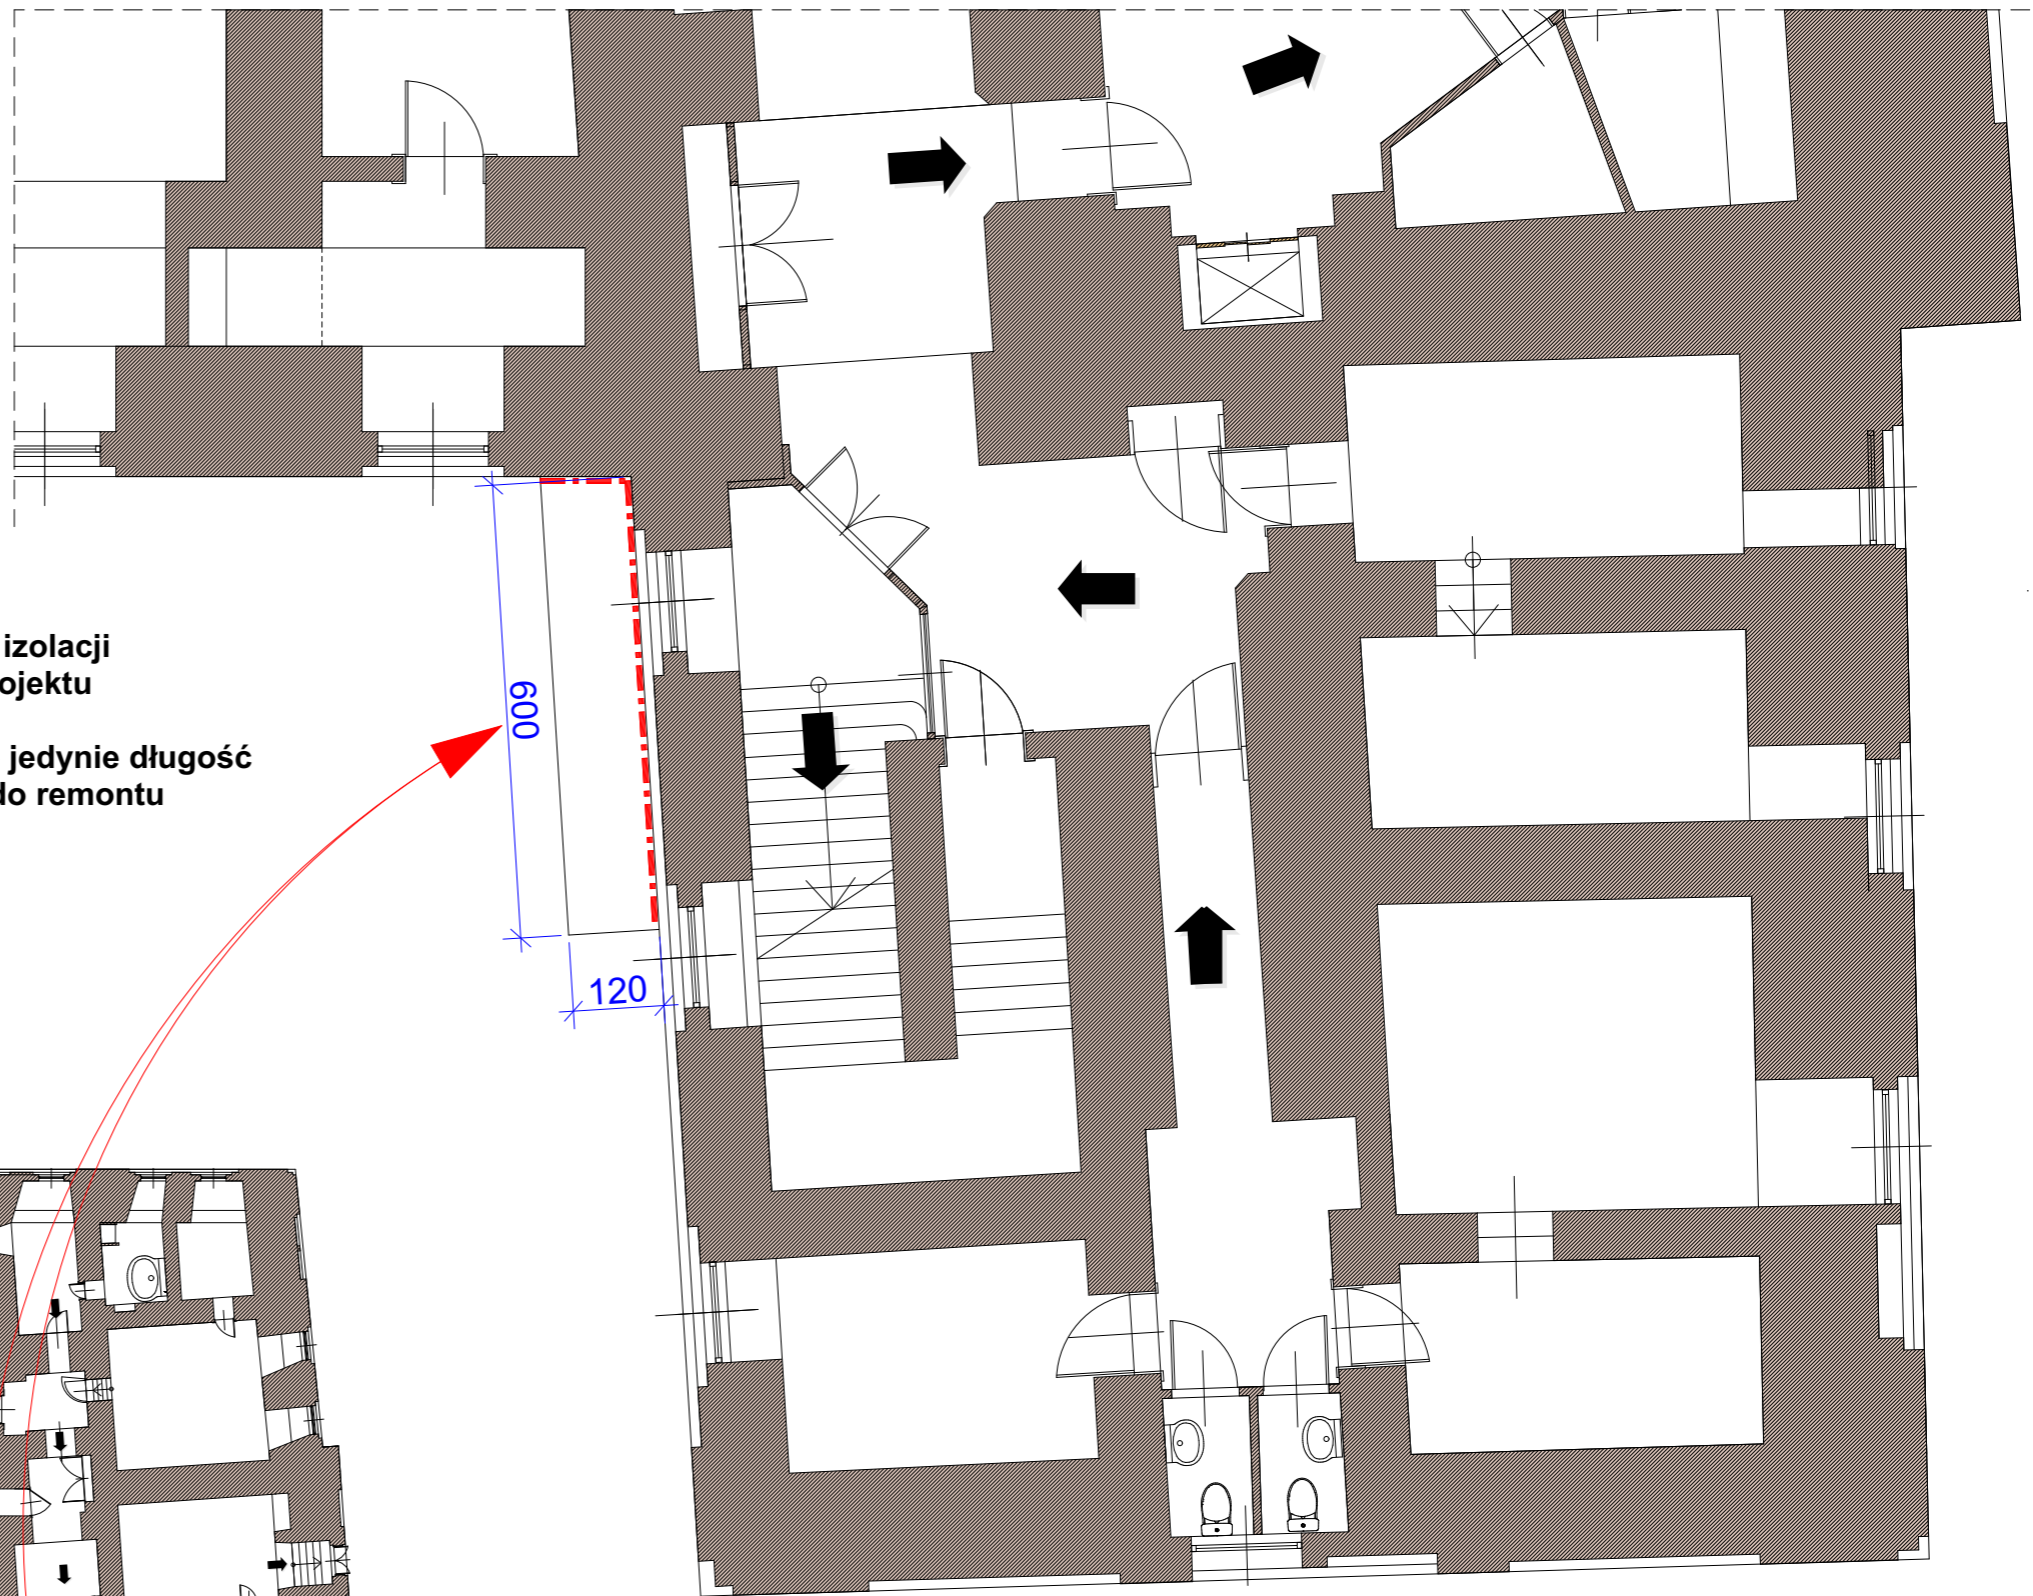 izolacji
ojektu
jedynie długość
do remontu
600
120